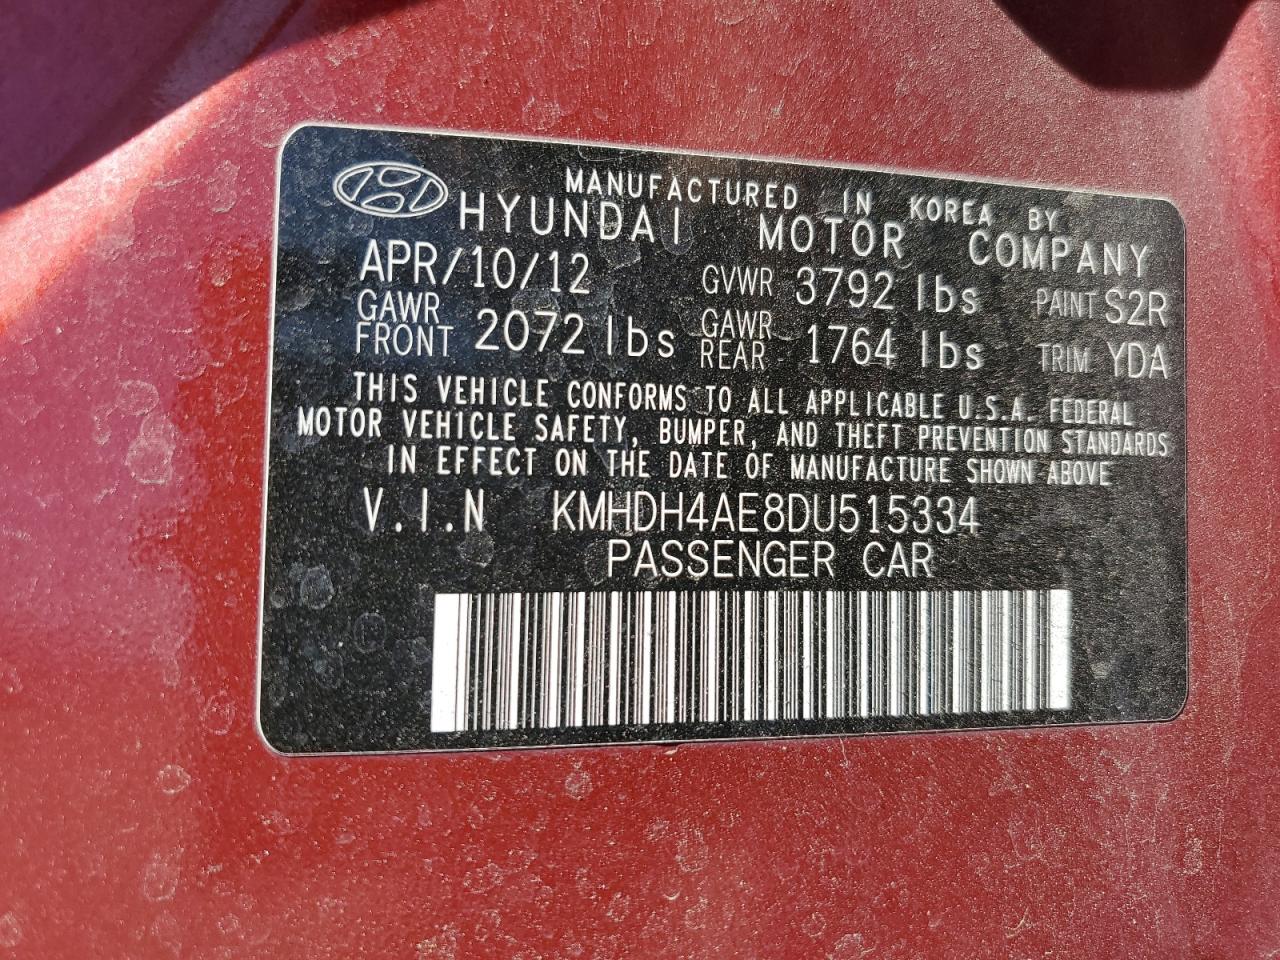 MANUFACTURED IN KOREA BY
HYUNDAI MOTOR COMPANY
APR/10/12 GVWR 3792 lbs PAINT S2R
GAWR FRONT 2072 lbs GAWR REAR 1764 lbs TRIM YDA
THIS VEHICLE CONFORMS TO ALL APPLICABLE U.S.A. FEDERAL
MOTOR VEHICLE SAFETY, BUMPER, AND THEFT PREVENTION STANDARDS
IN EFFECT ON THE DATE OF MANUFACTURE SHOWN ABOVE
V.I.N KMHDH4AE8DU515334
PASSENGER CAR